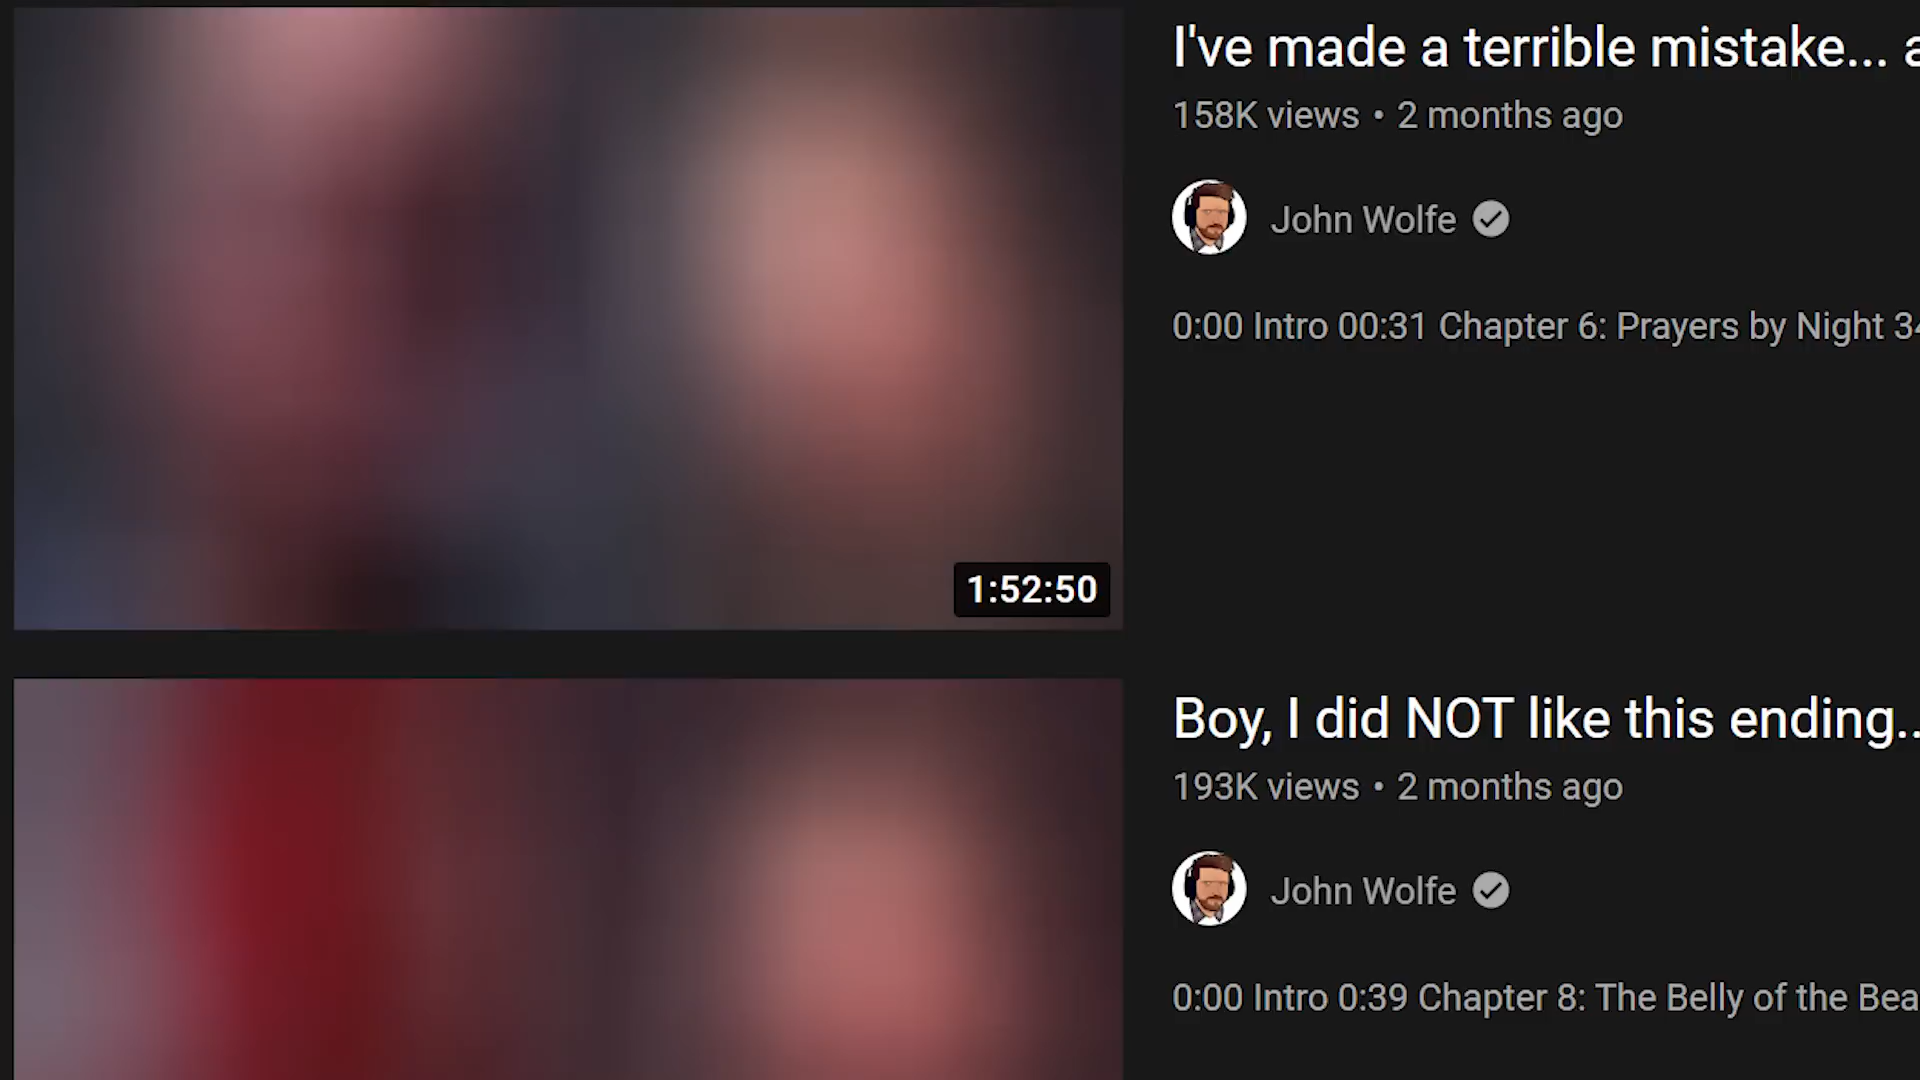 I've made a terrible mistake... a
158K views • 2 months ago
John Wolfe
0:00 Intro 00:31 Chapter 6: Prayers by Night 34
1:52:50
Boy, I did NOT like this ending..
193K views • 2 months ago
John Wolfe
0:00 Intro 0:39 Chapter 8: The Belly of the Bea